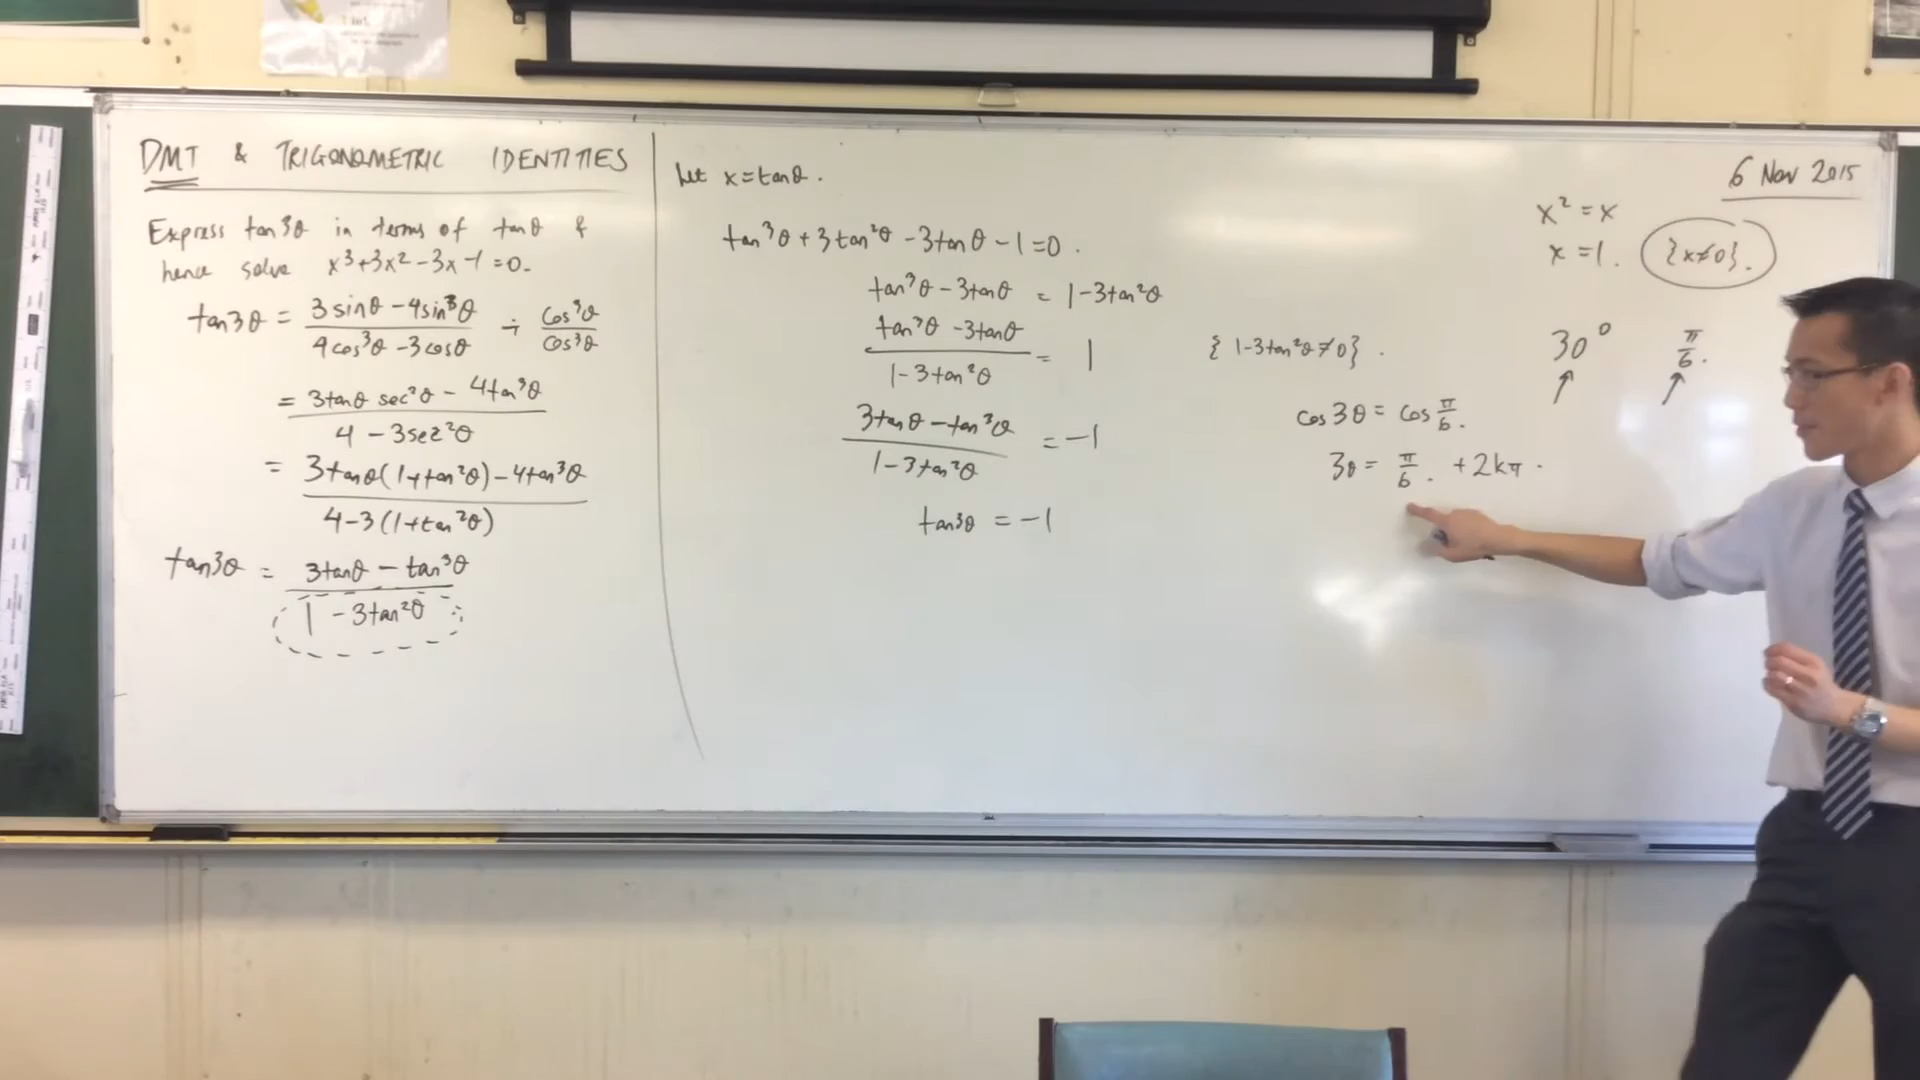 DMT & TRIGONOMETRIC IDENTITIES
Express tan3θ in terms of tanθ &
hence solve x³+3x²-3x-1=0.
tan3θ = (3sinθ - 4sin³θ)/(4cos³θ - 3cosθ) ÷ cos³θ/cos³θ
= (3tanθ sec²θ - 4tan³θ)/(4 - 3sec²θ)
= (3tanθ(1+tan²θ) - 4tan³θ)/(4-3(1+tan²θ))
tan3θ = (3tanθ - tan³θ)/(1 - 3tan²θ)
Let x = tanθ.
tan³θ + 3tan²θ - 3tanθ - 1 = 0.
tan³θ - 3tanθ = 1-3tan²θ
(tan³θ - 3tanθ)/(1-3tan²θ) = 1 { 1-3tan²θ ≠ 0 } .
(3tanθ - tan³θ)/(1-3tan²θ) = -1
tan3θ = -1
6 Nov 2015
x² = x
x = 1. {x≠0}.
30° π/6.
cos3θ = cos π/6.
3θ = π/6. + 2kπ.